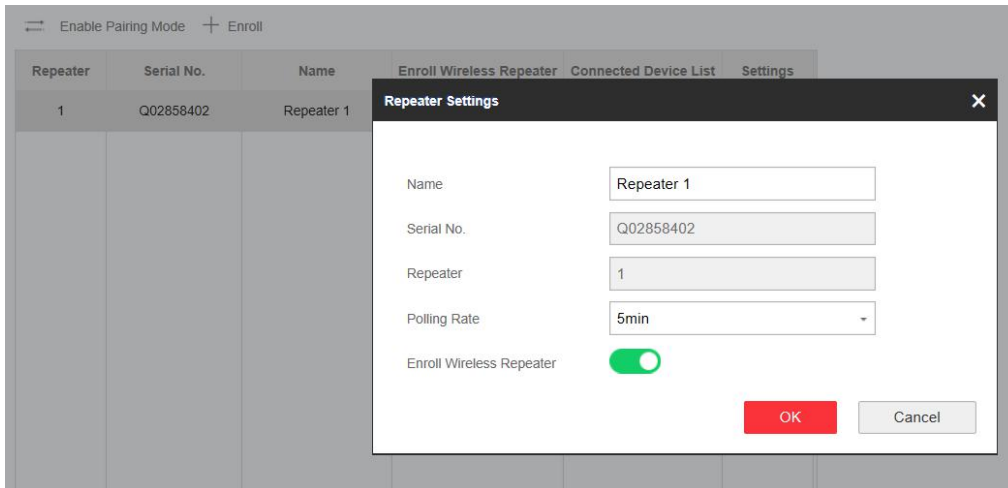 Enable Pairing Mode Enroll
Repeater Serial No. Name Enroll Wireless Repeater Connected Device List Settings
1 Q02858402 Repeater 1
Repeater Settings
Name Repeater 1
Serial No. Q02858402
Repeater 1
Polling Rate 5min
Enroll Wireless Repeater
OK Cancel